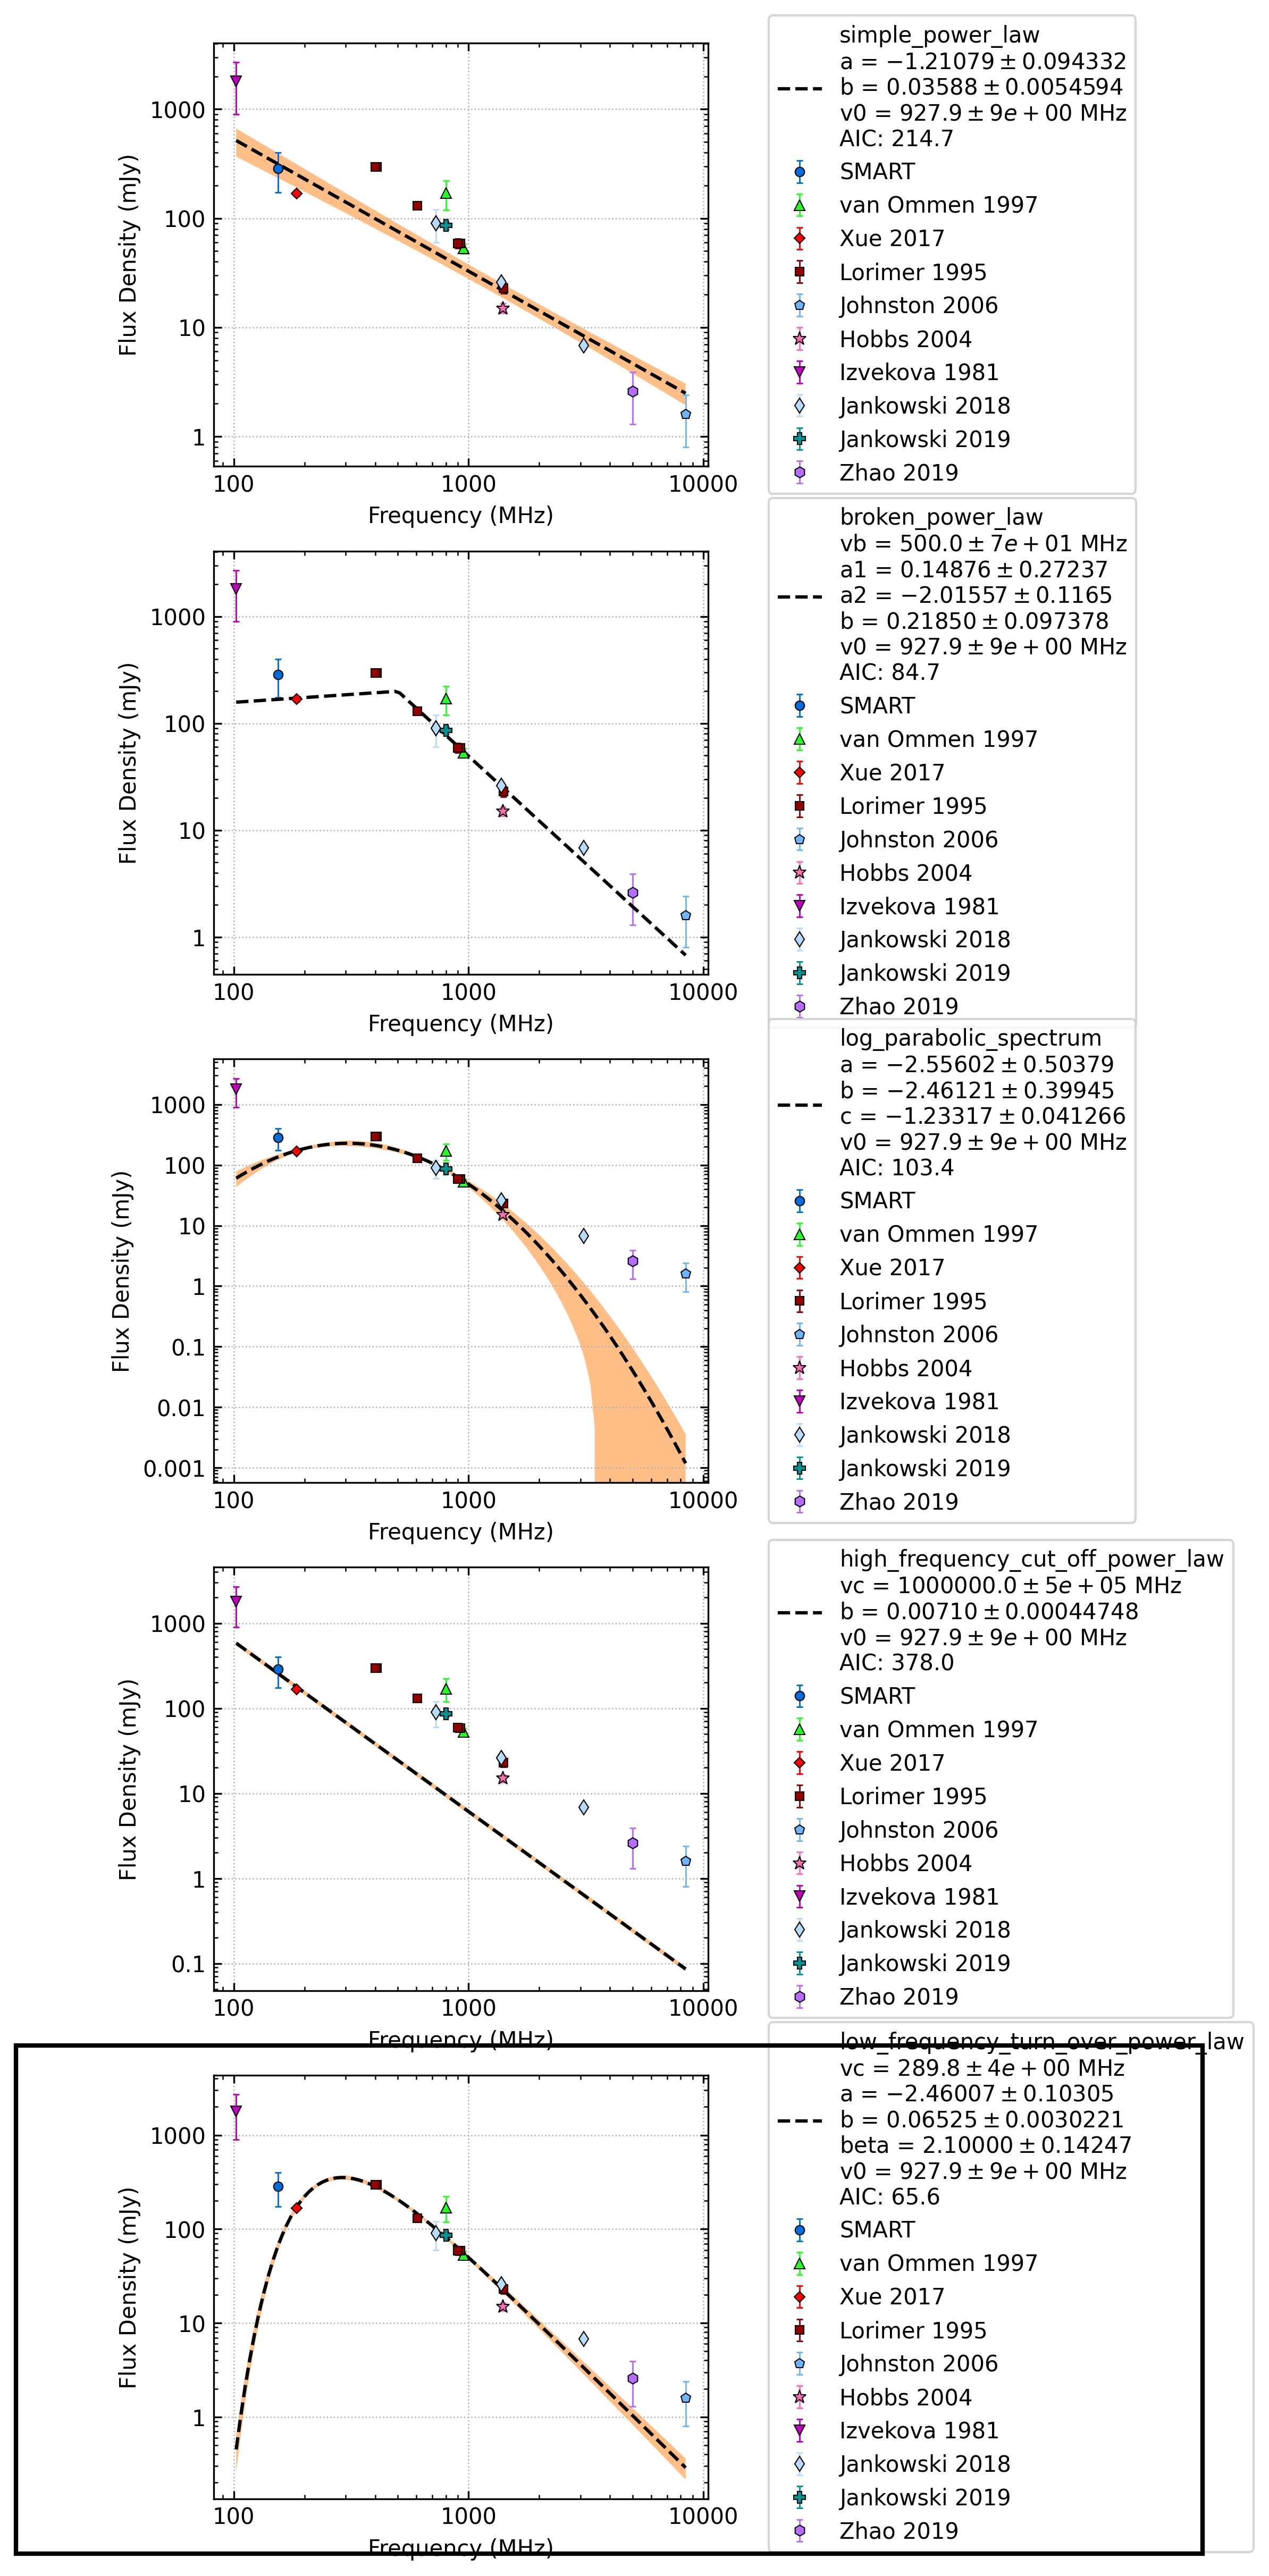 simple_power_law
a = −1.21079 ± 0.094332
b = 0.03588 ± 0.0054594
v0 = 927.9 ± 9e + 00 MHz
AIC: 214.7
SMART
van Ommen 1997
Xue 2017
Lorimer 1995
Johnston 2006
Hobbs 2004
Izvekova 1981
Jankowski 2018
Jankowski 2019
Zhao 2019
Flux Density (mJy)
1000
100
10
1
100 1000 10000
Frequency (MHz)
broken_power_law
vb = 500.0 ± 7e + 01 MHz
a1 = 0.14876 ± 0.27237
a2 = −2.01557 ± 0.1165
b = 0.21850 ± 0.097378
v0 = 927.9 ± 9e + 00 MHz
AIC: 84.7
SMART
van Ommen 1997
Xue 2017
Lorimer 1995
Johnston 2006
Hobbs 2004
Izvekova 1981
Jankowski 2018
Jankowski 2019
Zhao 2019
Flux Density (mJy)
1000
100
10
1
100 1000 10000
Frequency (MHz)
log_parabolic_spectrum
a = −2.55602 ± 0.50379
b = −2.46121 ± 0.39945
c = −1.23317 ± 0.041266
v0 = 927.9 ± 9e + 00 MHz
AIC: 103.4
SMART
van Ommen 1997
Xue 2017
Lorimer 1995
Johnston 2006
Hobbs 2004
Izvekova 1981
Jankowski 2018
Jankowski 2019
Zhao 2019
Flux Density (mJy)
1000
100
10
1
0.1
0.01
0.001
100 1000 10000
Frequency (MHz)
high_frequency_cut_off_power_law
vc = 1000000.0 ± 5e + 05 MHz
b = 0.00710 ± 0.00044748
v0 = 927.9 ± 9e + 00 MHz
AIC: 378.0
SMART
van Ommen 1997
Xue 2017
Lorimer 1995
Johnston 2006
Hobbs 2004
Izvekova 1981
Jankowski 2018
Jankowski 2019
Zhao 2019
Flux Density (mJy)
1000
100
10
1
0.1
100 1000 10000
Frequency (MHz)
low_frequency_turn_over_power_law
vc = 289.8 ± 4e + 00 MHz
a = −2.46007 ± 0.10305
b = 0.06525 ± 0.0030221
beta = 2.10000 ± 0.14247
v0 = 927.9 ± 9e + 00 MHz
AIC: 65.6
SMART
van Ommen 1997
Xue 2017
Lorimer 1995
Johnston 2006
Hobbs 2004
Izvekova 1981
Jankowski 2018
Jankowski 2019
Zhao 2019
Flux Density (mJy)
1000
100
10
1
100 1000 10000
Frequency (MHz)